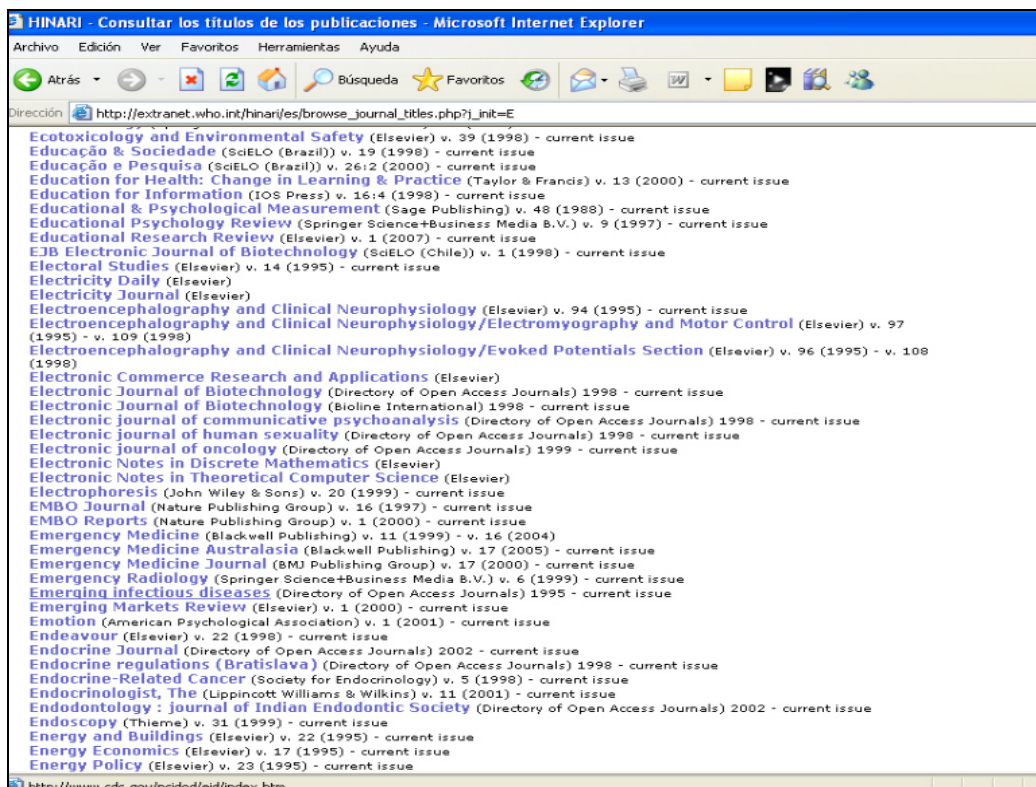 HINARI - Consultar los títulos de los publicaciones - Microsoft Internet Explorer
Archivo Edición Ver Favoritos Herramientas Ayuda
Atrás Búsqueda Favoritos
Dirección http://extranet.who.int/hinari/es/browse_journal_titles.php?j_init=E
Ecotoxicology and Environmental Safety (Elsevier) v. 39 (1998) - current issue
Educação & Sociedade (SciELO (Brazil)) v. 19 (1998) - current issue
Educação e Pesquisa (SciELO (Brazil)) v. 26:2 (2000) - current issue
Education for Health: Change in Learning & Practice (Taylor & Francis) v. 13 (2000) - current issue
Education for Information (IOS Press) v. 16:4 (1998) - current issue
Educational & Psychological Measurement (Sage Publishing) v. 48 (1988) - current issue
Educational Psychology Review (Springer Science+Business Media B.V.) v. 9 (1997) - current issue
Educational Research Review (Elsevier) v. 1 (2007) - current issue
EJB Electronic Journal of Biotechnology (SciELO (Chile)) v. 1 (1998) - current issue
Electoral Studies (Elsevier) v. 14 (1995) - current issue
Electricity Daily (Elsevier)
Electricity Journal (Elsevier)
Electroencephalography and Clinical Neurophysiology (Elsevier) v. 94 (1995) - current issue
Electroencephalography and Clinical Neurophysiology/Electromyography and Motor Control (Elsevier) v. 97
(1995) - v. 109 (1998)
Electroencephalography and Clinical Neurophysiology/Evoked Potentials Section (Elsevier) v. 96 (1995) - v. 108
(1998)
Electronic Commerce Research and Applications (Elsevier)
Electronic Journal of Biotechnology (Directory of Open Access Journals) 1998 - current issue
Electronic Journal of Biotechnology (Bioline International) 1998 - current issue
Electronic journal of communicative psychoanalysis (Directory of Open Access Journals) 1998 - current issue
Electronic journal of human sexuality (Directory of Open Access Journals) 1998 - current issue
Electronic journal of oncology (Directory of Open Access Journals) 1999 - current issue
Electronic Notes in Discrete Mathematics (Elsevier)
Electronic Notes in Theoretical Computer Science (Elsevier)
Electrophoresis (John Wiley & Sons) v. 20 (1999) - current issue
EMBO Journal (Nature Publishing Group) v. 16 (1997) - current issue
EMBO Reports (Nature Publishing Group) v. 1 (2000) - current issue
Emergency Medicine (Blackwell Publishing) v. 11 (1999) - v. 16 (2004)
Emergency Medicine Australasia (Blackwell Publishing) v. 17 (2005) - current issue
Emergency Medicine Journal (BMJ Publishing Group) v. 17 (2000) - current issue
Emergency Radiology (Springer Science+Business Media B.V.) v. 6 (1999) - current issue
Emerging infectious diseases (Directory of Open Access Journals) 1995 - current issue
Emerging Markets Review (Elsevier) v. 1 (2000) - current issue
Emotion (American Psychological Association) v. 1 (2001) - current issue
Endeavour (Elsevier) v. 22 (1998) - current issue
Endocrine Journal (Directory of Open Access Journals) 2002 - current issue
Endocrine regulations (Bratislava) (Directory of Open Access Journals) 1998 - current issue
Endocrine-Related Cancer (Society for Endocrinology) v. 5 (1998) - current issue
Endocrinologist, The (Lippincott Williams & Wilkins) v. 11 (2001) - current issue
Endodontology : journal of Indian Endodontic Society (Directory of Open Access Journals) 2002 - current issue
Endoscopy (Thieme) v. 31 (1999) - current issue
Energy and Buildings (Elsevier) v. 22 (1995) - current issue
Energy Economics (Elsevier) v. 17 (1995) - current issue
Energy Policy (Elsevier) v. 23 (1995) - current issue
http://www.cdc.gov/ncidod/eid/index.htm